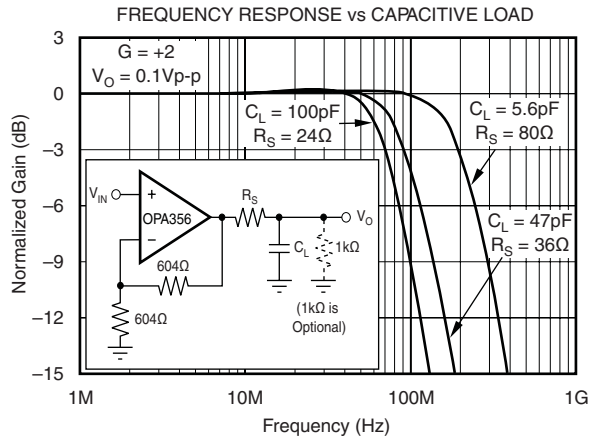 FREQUENCY RESPONSE vs CAPACITIVE LOAD
Normalized Gain (dB)
3
0
−3
−6
−9
−12
−15
G = +2
V_O = 0.1Vp-p
C_L = 100pF
R_S = 24Ω
C_L = 5.6pF
R_S = 80Ω
C_L = 47pF
R_S = 36Ω
V_IN
+
−
OPA356
R_S
V_O
C_L
1kΩ
604Ω
604Ω
(1kΩ is
Optional)
1M
10M
100M
1G
Frequency (Hz)